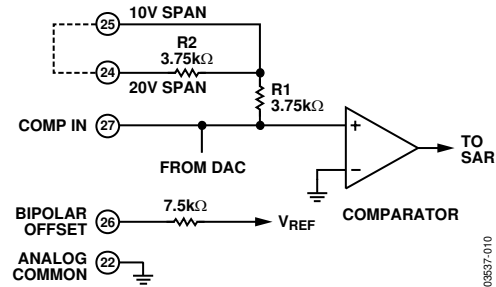 25 10V SPAN
R2
3.75kΩ
24
20V SPAN
R1
3.75kΩ
COMP IN 27
+
TO
SAR
FROM DAC
–
COMPARATOR
7.5kΩ
BIPOLAR
OFFSET 26
VREF
ANALOG
COMMON 22
03537-010